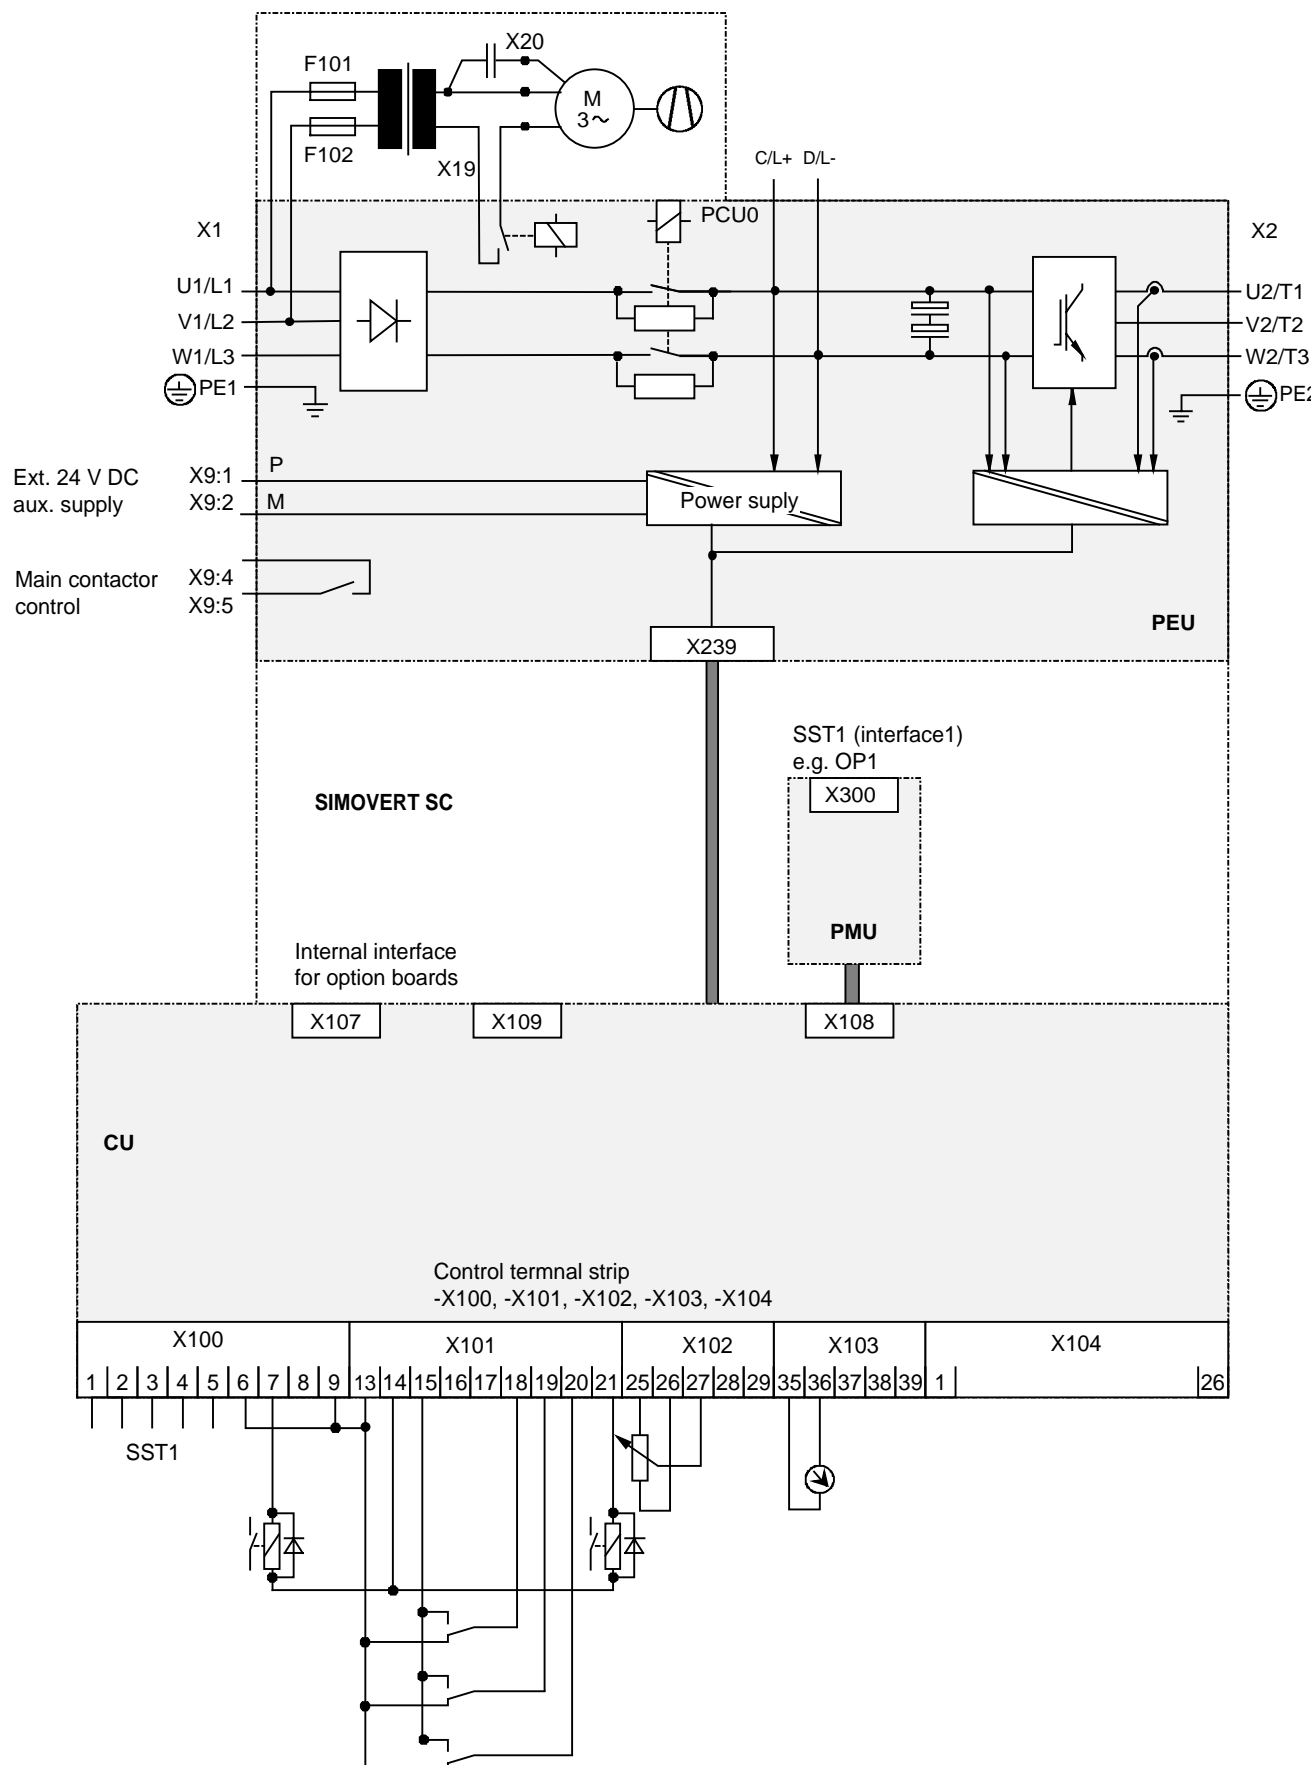 X20
F101
M
3~
F102
X19
C/L+ D/L-
PCU0
X1
X2
U1/L1
U2/T1
V1/L2
V2/T2
W1/L3
W2/T3
PE1
PE2
P
Ext. 24 V DC
aux. supply
X9:1
X9:2
M
Power suply
Main contactor
control
X9:4
X9:5
PEU
X239
SST1 (interface1)
e.g. OP1
X300
SIMOVERT SC
PMU
Internal interface
for option boards
X107
X109
X108
CU
Control termnal strip
-X100, -X101, -X102, -X103, -X104
X100 X101 X102 X103 X104
1 2 3 4 5 6 7 8 9 13 14 15 16 17 18 19 20 21 25 26 27 28 29 35 36 37 38 39 1 26
SST1